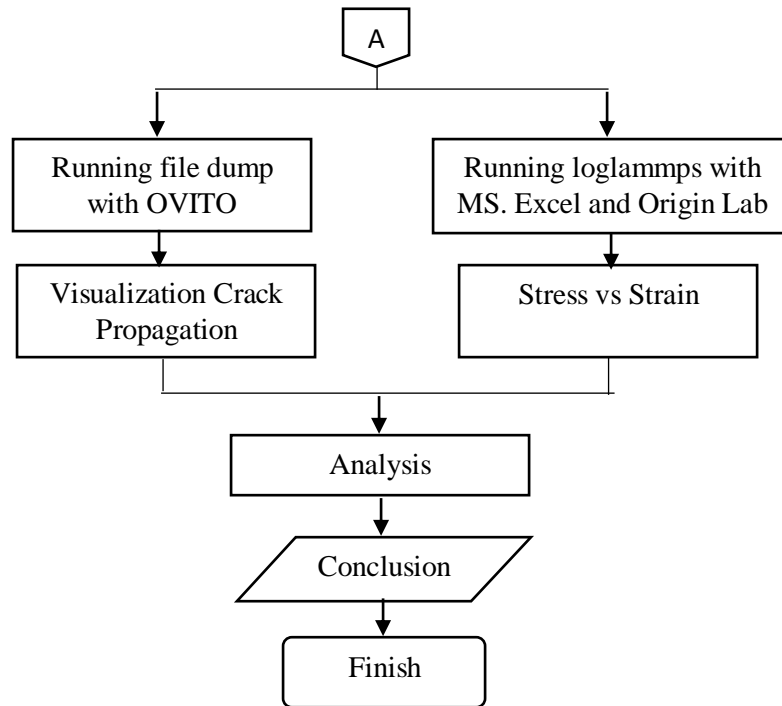 A
Running file dump
with OVITO
Running loglammps with
MS. Excel and Origin Lab
Visualization Crack
Propagation
Stress vs Strain
Analysis
Conclusion
Finish